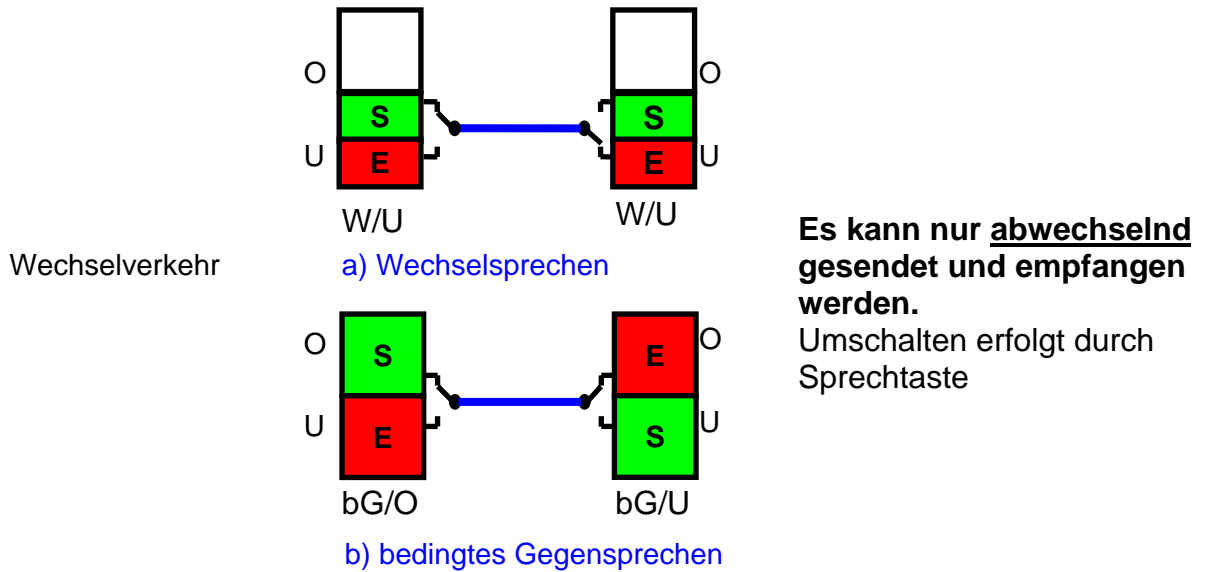 O O
S S
U E E U
W/U W/U
Wechselverkehr a) Wechselsprechen
Es kann nur abwechselnd
gesendet und empfangen
werden.
Umschalten erfolgt durch
Sprechtaste
O S E O
U E S U
bG/O bG/U
b) bedingtes Gegensprechen